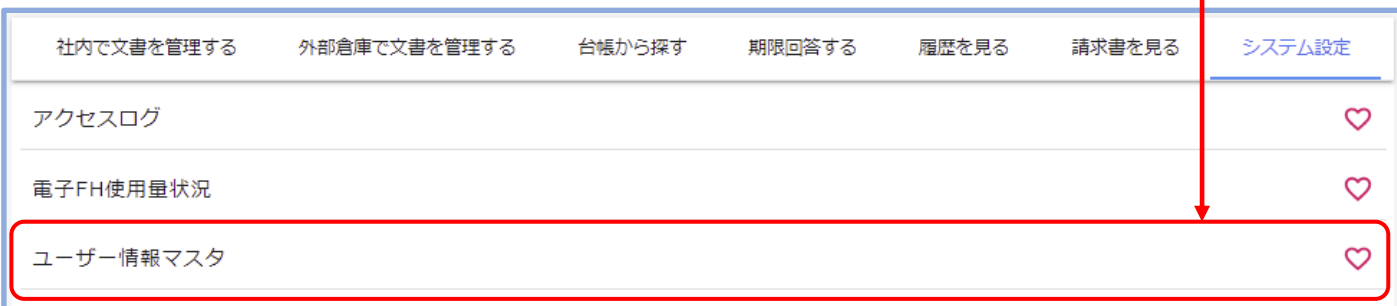 社内で文書を管理する 外部倉庫で文書を管理する 台帳から探す 期限回答する 履歴を見る 請求書を見る システム設定
アクセスログ
電子FH使用量状況
ユーザー情報マスタ